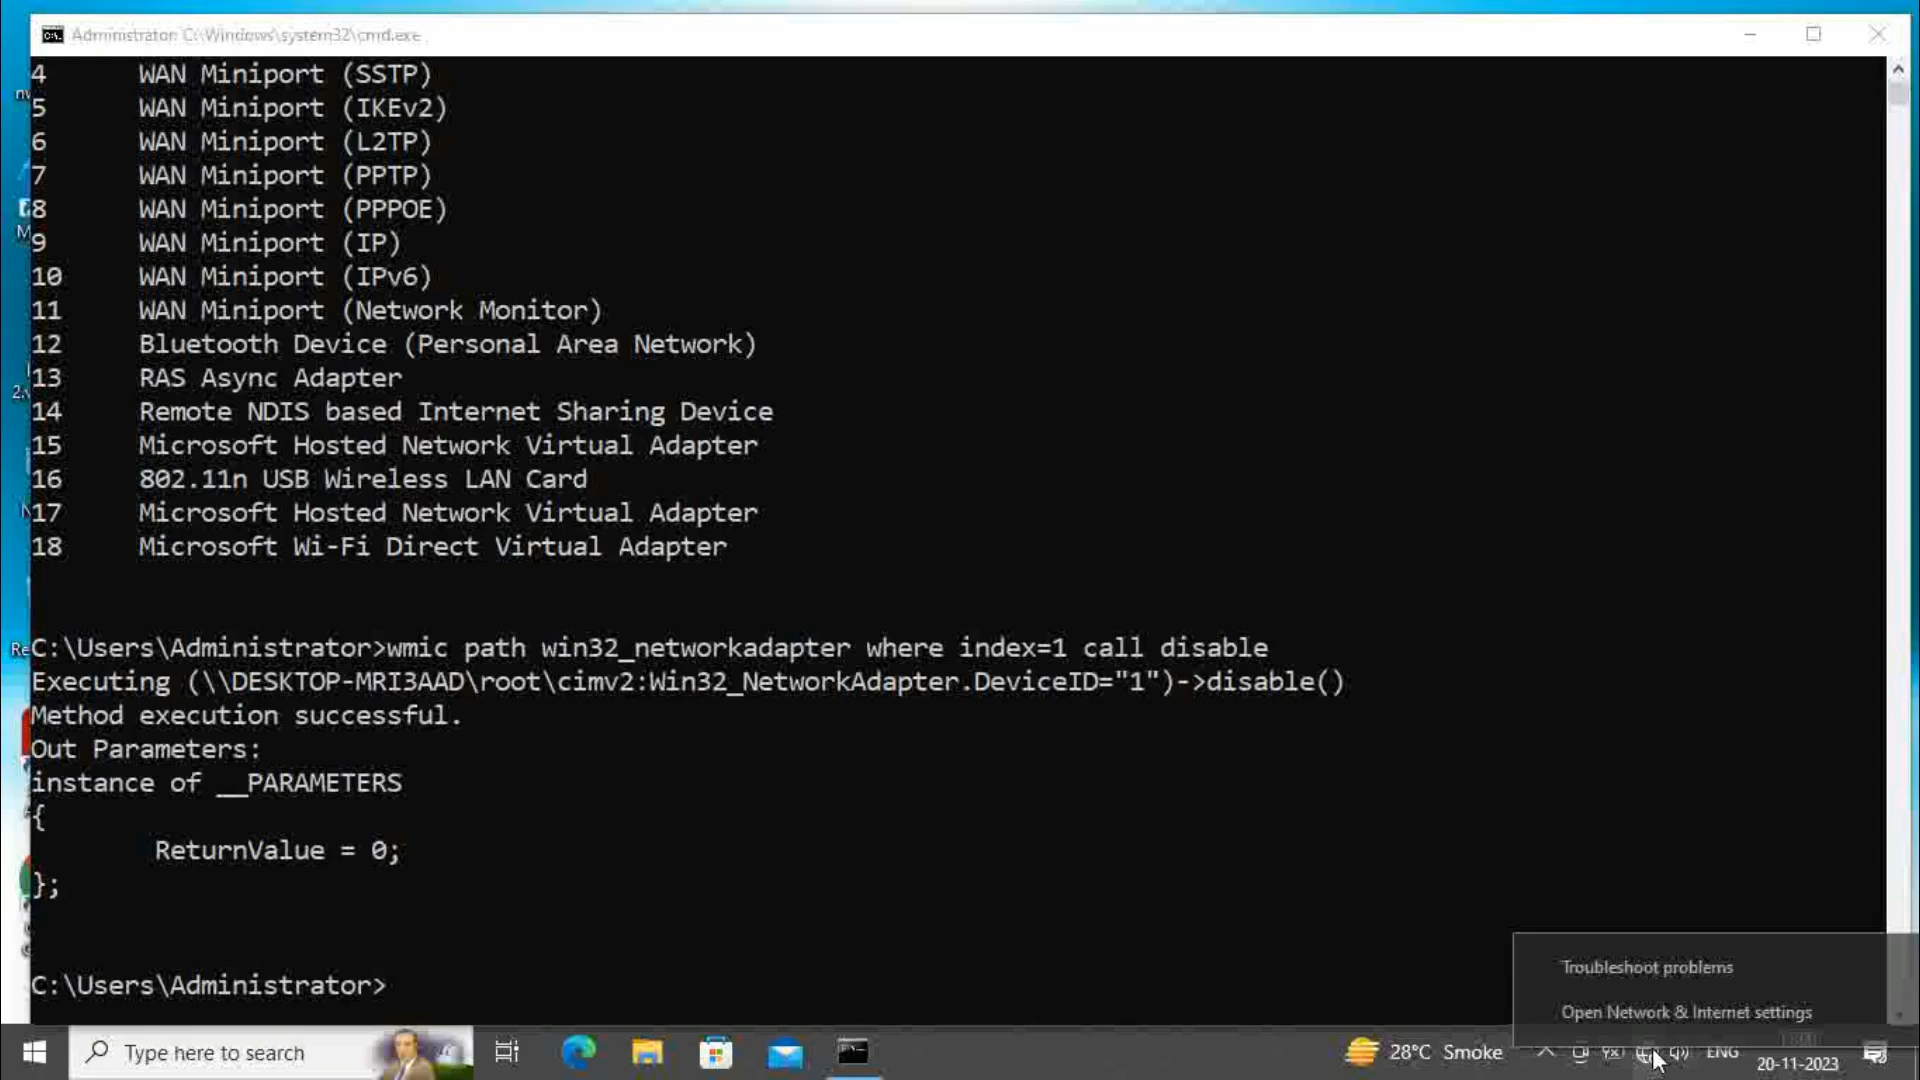 Administrator: C:\Windows\system32\cmd.exe
4 WAN Miniport (SSTP)
5 WAN Miniport (IKEv2)
6 WAN Miniport (L2TP)
7 WAN Miniport (PPTP)
8 WAN Miniport (PPPOE)
9 WAN Miniport (IP)
10 WAN Miniport (IPv6)
11 WAN Miniport (Network Monitor)
12 Bluetooth Device (Personal Area Network)
13 RAS Async Adapter
14 Remote NDIS based Internet Sharing Device
15 Microsoft Hosted Network Virtual Adapter
16 802.11n USB Wireless LAN Card
17 Microsoft Hosted Network Virtual Adapter
18 Microsoft Wi-Fi Direct Virtual Adapter
C:\Users\Administrator>wmic path win32_networkadapter where index=1 call disable
Executing (\\DESKTOP-MRI3AAD\root\cimv2:Win32_NetworkAdapter.DeviceID="1")->disable()
Method execution successful.
Out Parameters:
instance of __PARAMETERS
{
ReturnValue = 0;
};
C:\Users\Administrator>
Troubleshoot problems
Open Network & Internet settings
Type here to search
28°C Smoke
ENG
20-11-2023